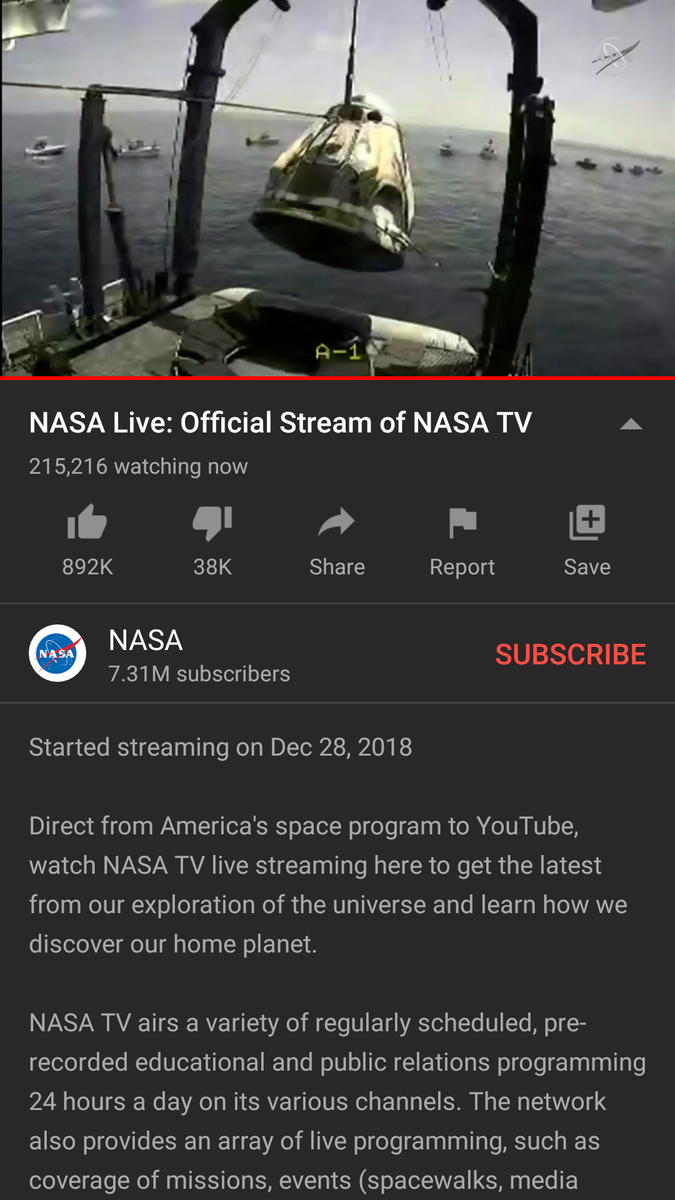 A-1
NASA Live: Official Stream of NASA TV
215,216 watching now
892K
38K
Share
Report
Save
NASA
NASA
7.31M subscribers
SUBSCRIBE
Started streaming on Dec 28, 2018
Direct from America's space program to YouTube,
watch NASA TV live streaming here to get the latest
from our exploration of the universe and learn how we
discover our home planet.
NASA TV airs a variety of regularly scheduled, pre-
recorded educational and public relations programming
24 hours a day on its various channels. The network
also provides an array of live programming, such as
coverage of missions, events (spacewalks, media